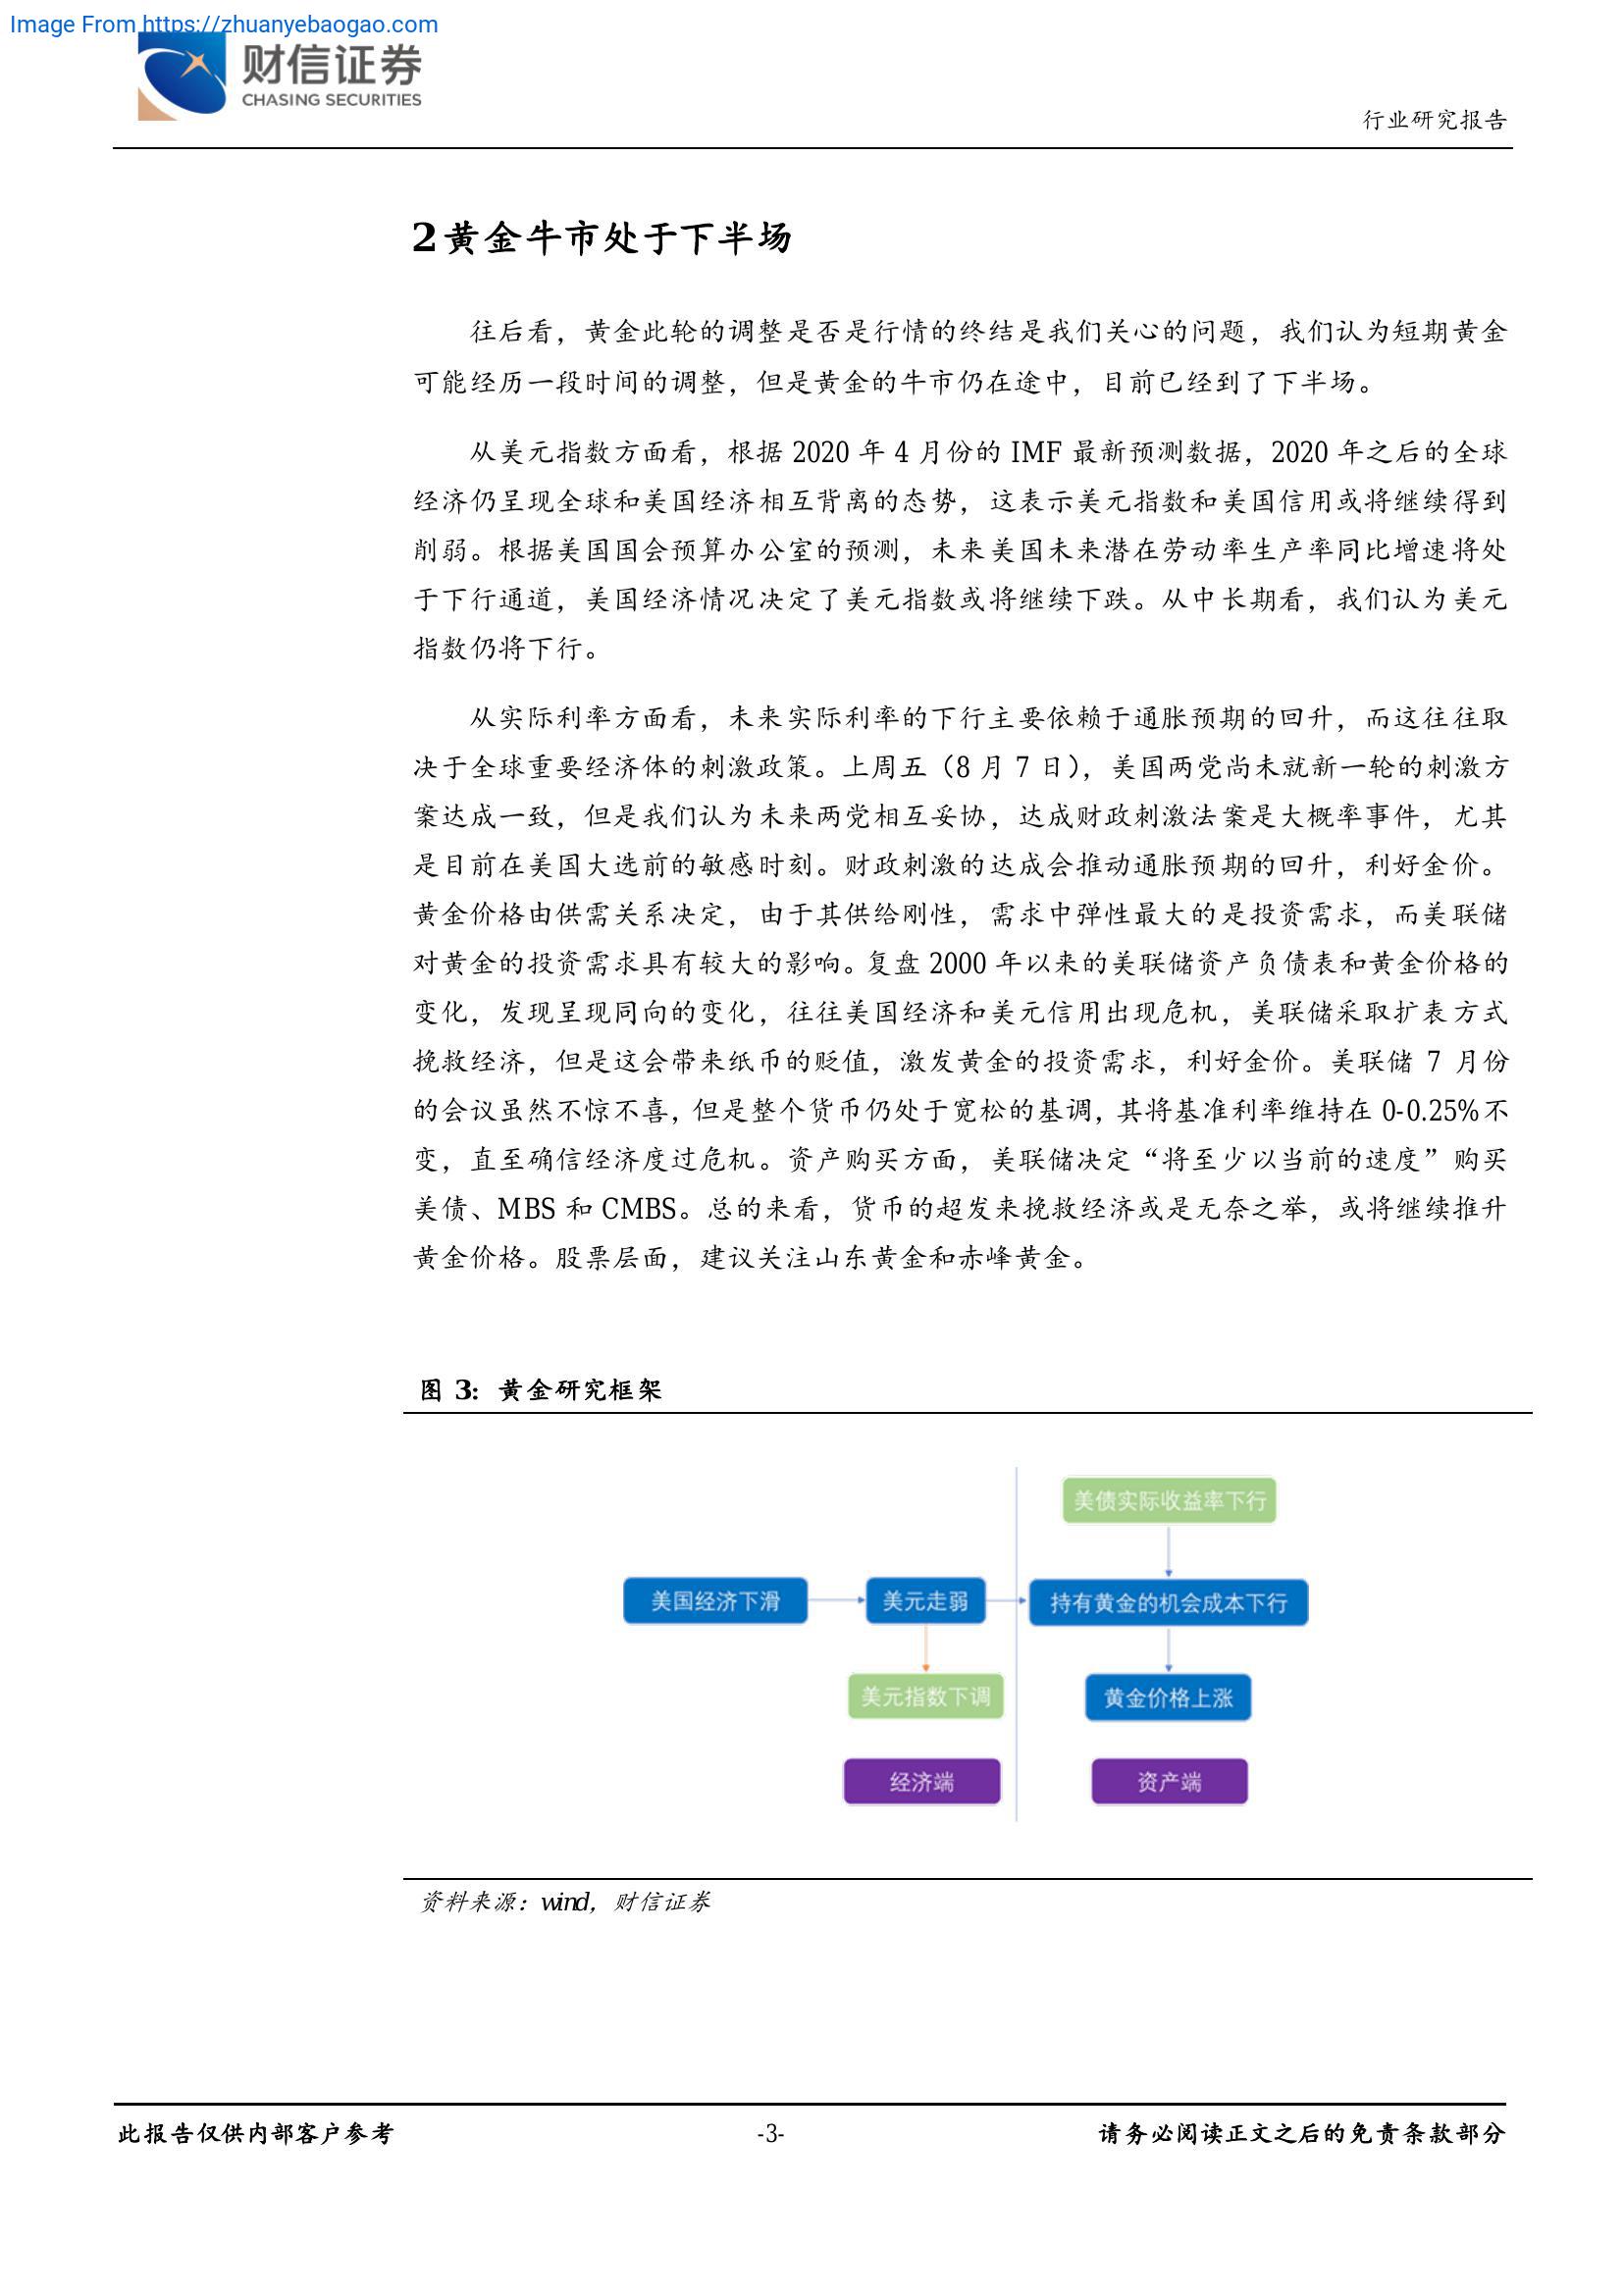 Image From https://zhuanyebaogao.com
财信证券
CHASING SECURITIES
行业研究报告
2黄金牛市处于下半场
往后看，黄金此轮的调整是否是行情的终结是我们关心的问题，我们认为短期黄金
可能经历一段时间的调整，但是黄金的牛市仍在途中，目前已经到了下半场。
从美元指数方面看，根据 2020 年 4 月份的 IMF 最新预测数据，2020 年之后的全球
经济仍呈现全球和美国经济相互背离的态势，这表示美元指数和美国信用或将继续得到
削弱。根据美国国会预算办公室的预测，未来美国未来潜在劳动率生产率同比增速将处
于下行通道，美国经济情况决定了美元指数或将继续下跌。从中长期看，我们认为美元
指数仍将下行。
从实际利率方面看，未来实际利率的下行主要依赖于通胀预期的回升，而这往往取
决于全球重要经济体的刺激政策。上周五（8 月 7 日），美国两党尚未就新一轮的刺激方
案达成一致，但是我们认为未来两党相互妥协，达成财政刺激法案是大概率事件，尤其
是目前在美国大选前的敏感时刻。财政刺激的达成会推动通胀预期的回升，利好金价。
黄金价格由供需关系决定，由于其供给刚性，需求中弹性最大的是投资需求，而美联储
对黄金的投资需求具有较大的影响。复盘 2000 年以来的美联储资产负债表和黄金价格的
变化，发现呈现同向的变化，往往美国经济和美元信用出现危机，美联储采取扩表方式
挽救经济，但是这会带来纸币的贬值，激发黄金的投资需求，利好金价。美联储 7 月份
的会议虽然不惊不喜，但是整个货币仍处于宽松的基调，其将基准利率维持在 0-0.25%不
变，直至确信经济度过危机。资产购买方面，美联储决定“将至少以当前的速度”购买
美债、MBS 和 CMBS。总的来看，货币的超发来挽救经济或是无奈之举，或将继续推升
黄金价格。股票层面，建议关注山东黄金和赤峰黄金。
图 3：黄金研究框架
美债实际收益率下行
美国经济下滑
美元走弱
持有黄金的机会成本下行
美元指数下调
黄金价格上涨
经济端
资产端
资料来源：wind，财信证券
此报告仅供内部客户参考
-3-
请务必阅读正文之后的免责条款部分